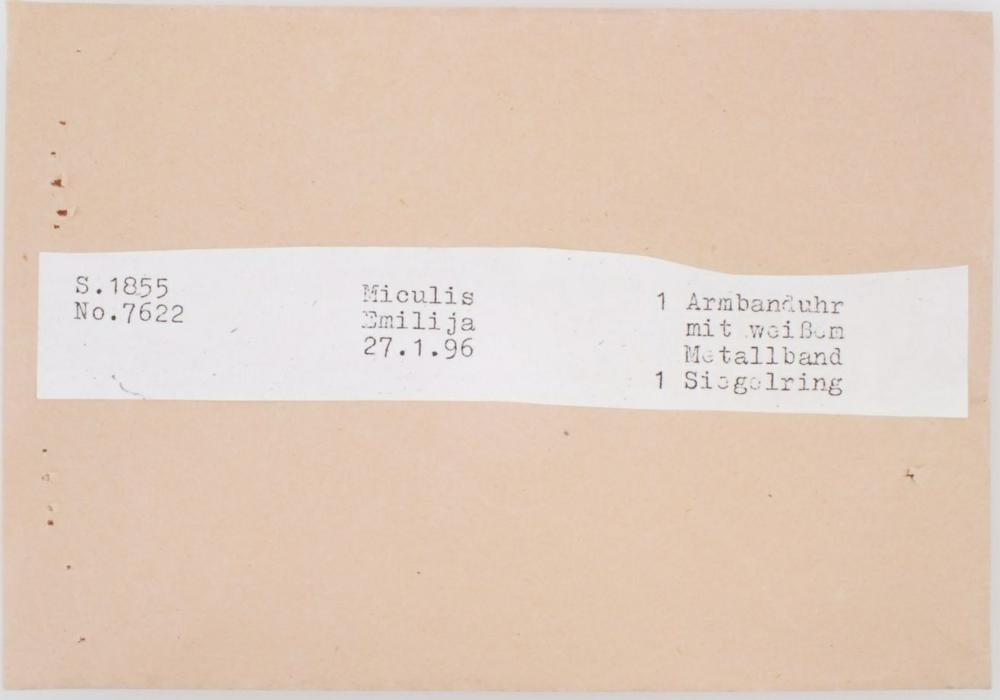 S.1855
No.7622
Miculis
Emilija
27.1.96
1 Armbanduhr
mit weißem
Metallband
1 Siegelring